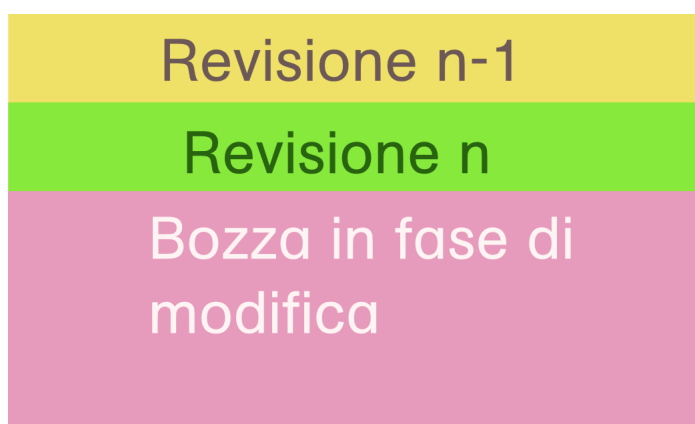 Revisione n-1
Revisione n
Bozza in fase di
modifica